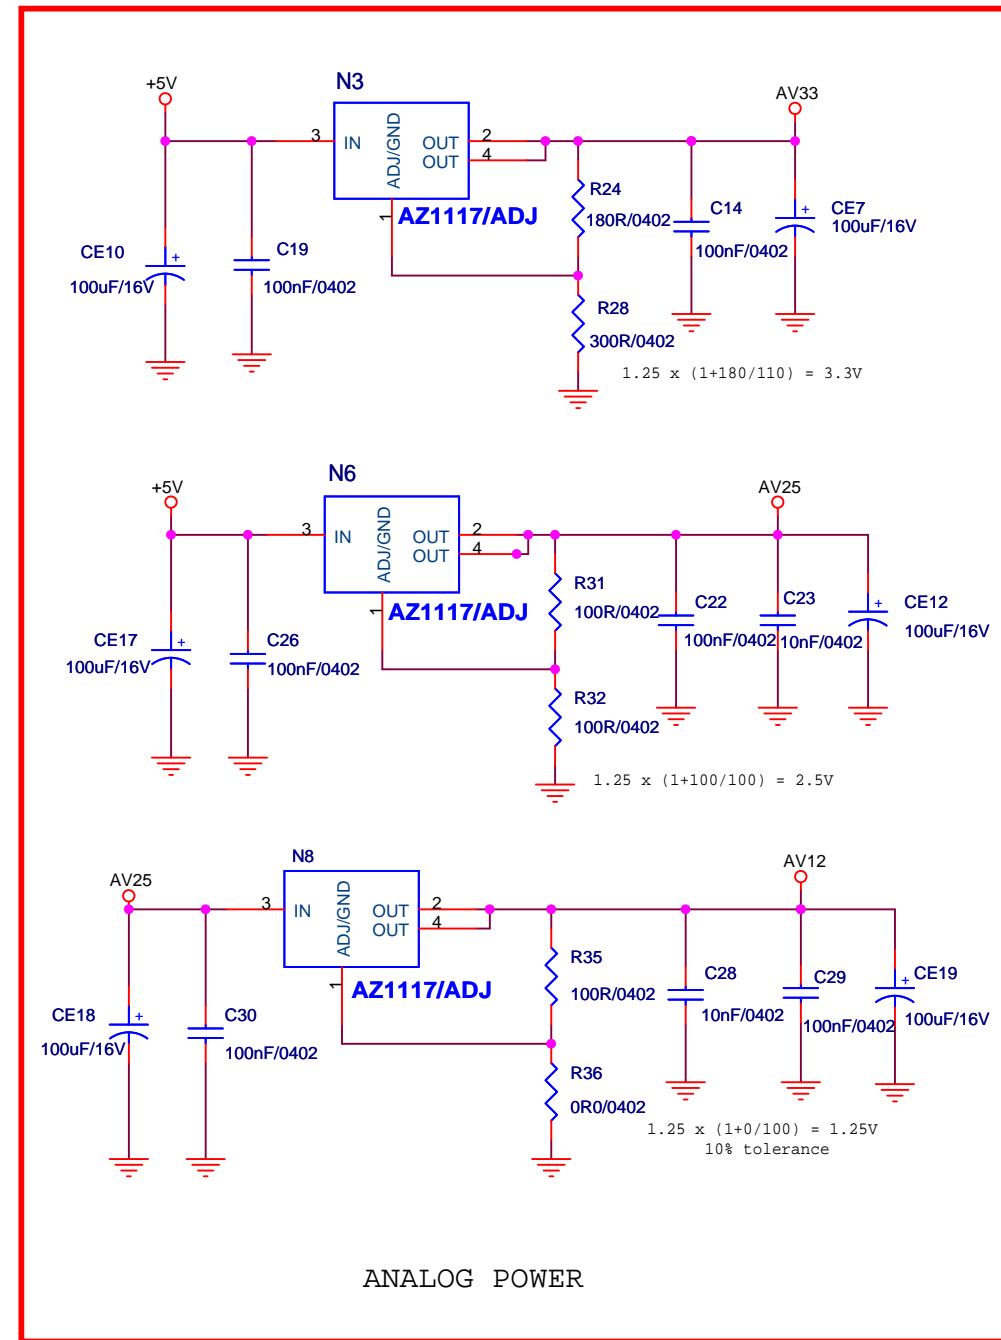 N3
+5V
AV33
3
IN
ADJ/GND
OUT
2
OUT
4
1
AZ1117/ADJ
R24
180R/0402
C14
100nF/0402
CE7
100uF/16V
CE10
100uF/16V
C19
100nF/0402
R28
300R/0402
1.25 x (1+180/110) = 3.3V
N6
+5V
AV25
3
IN
ADJ/GND
OUT
2
OUT
4
1
AZ1117/ADJ
R31
100R/0402
C22
100nF/0402
C23
10nF/0402
CE12
100uF/16V
CE17
100uF/16V
C26
100nF/0402
R32
100R/0402
1.25 x (1+100/100) = 2.5V
N8
AV25
AV12
3
IN
ADJ/GND
OUT
2
OUT
4
1
AZ1117/ADJ
R35
100R/0402
C28
10nF/0402
C29
100nF/0402
CE19
100uF/16V
CE18
100uF/16V
C30
100nF/0402
R36
0R0/0402
1.25 x (1+0/100) = 1.25V
10% tolerance
ANALOG POWER